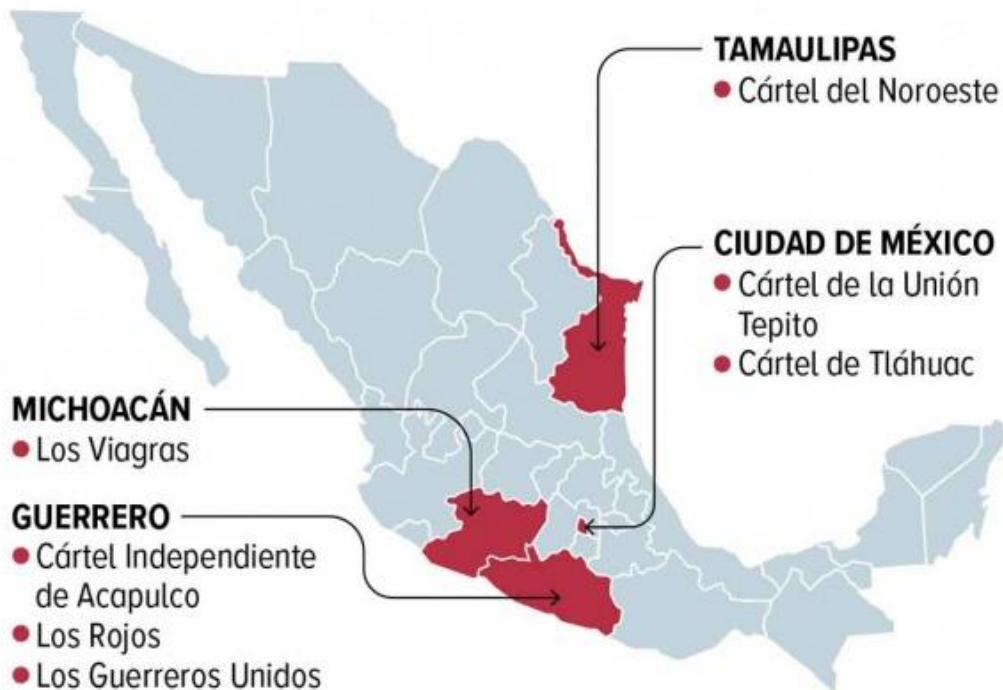 TAMAULIPAS
• Cártel del Noroeste
CIUDAD DE MÉXICO
• Cártel de la Unión
Tepito
• Cártel de Tláhuac
MICHOACÁN
• Los Viagras
GUERRERO
• Cártel Independiente
de Acapulco
• Los Rojos
• Los Guerreros Unidos